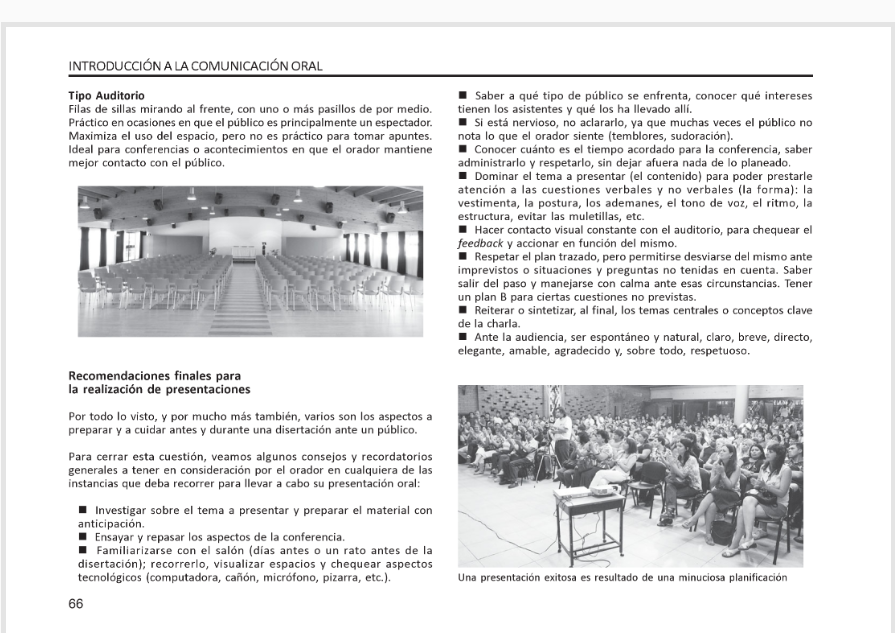 INTRODUCCIÓN A LA COMUNICACIÓN ORAL
Tipo Auditorio
Filas de sillas mirando al frente, con uno o más pasillos de por medio.
Práctico en ocasiones en que el público es principalmente un espectador.
Maximiza el uso del espacio, pero no es práctico para tomar apuntes.
Ideal para conferencias o acontecimientos en que el orador mantiene
mejor contacto con el público.
Recomendaciones finales para
la realización de presentaciones
Por todo lo visto, y por mucho más también, varios son los aspectos a
preparar y a cuidar antes y durante una disertación ante un público.
Para cerrar esta cuestión, veamos algunos consejos y recordatorios
generales a tener en consideración por el orador en cualquiera de las
instancias que deba recorrer para llevar a cabo su presentación oral:
■ Investigar sobre el tema a presentar y preparar el material con
anticipación.
■ Ensayar y repasar los aspectos de la conferencia.
■ Familiarizarse con el salón (días antes o un rato antes de la
disertación); recorrerlo, visualizar espacios y chequear aspectos
tecnológicos (computadora, cañón, micrófono, pizarra, etc.).
66
■ Saber a qué tipo de público se enfrenta, conocer qué intereses
tienen los asistentes y qué los ha llevado allí.
■ Si está nervioso, no aclararlo, ya que muchas veces el público no
nota lo que el orador siente (temblores, sudoración).
■ Conocer cuánto es el tiempo acordado para la conferencia, saber
administrarlo y respetarlo, sin dejar afuera nada de lo planeado.
■ Dominar el tema a presentar (el contenido) para poder prestarle
atención a las cuestiones verbales y no verbales (la forma): la
vestimenta, la postura, los ademanes, el tono de voz, el ritmo, la
estructura, evitar las muletillas, etc.
■ Hacer contacto visual constante con el auditorio, para chequear el
feedback y accionar en función del mismo.
■ Respetar el plan trazado, pero permitirse desviarse del mismo ante
imprevistos o situaciones y preguntas no tenidas en cuenta. Saber
salir del paso y manejarse con calma ante esas circunstancias. Tener
un plan B para ciertas cuestiones no previstas.
■ Reiterar o sintetizar, al final, los temas centrales o conceptos clave
de la charla.
■ Ante la audiencia, ser espontáneo y natural, claro, breve, directo,
elegante, amable, agradecido y, sobre todo, respetuoso.
Una presentación exitosa es resultado de una minuciosa planificación